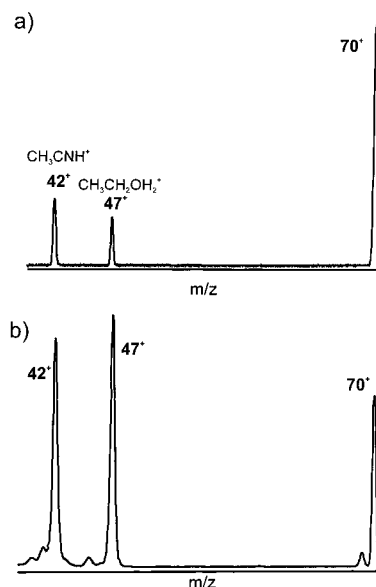 a)
70⁺
CH₃CNH⁺
42⁺
CH₃CH₂OH₂⁺
47⁺
m/z
b)
42⁺
47⁺
70⁺
m/z